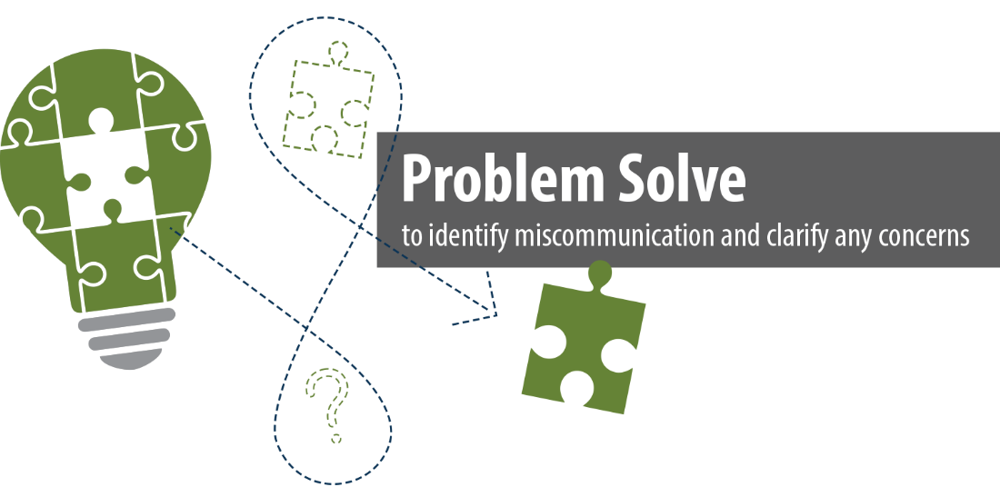 Problem Solve
to identify miscommunication and clarify any concerns
?